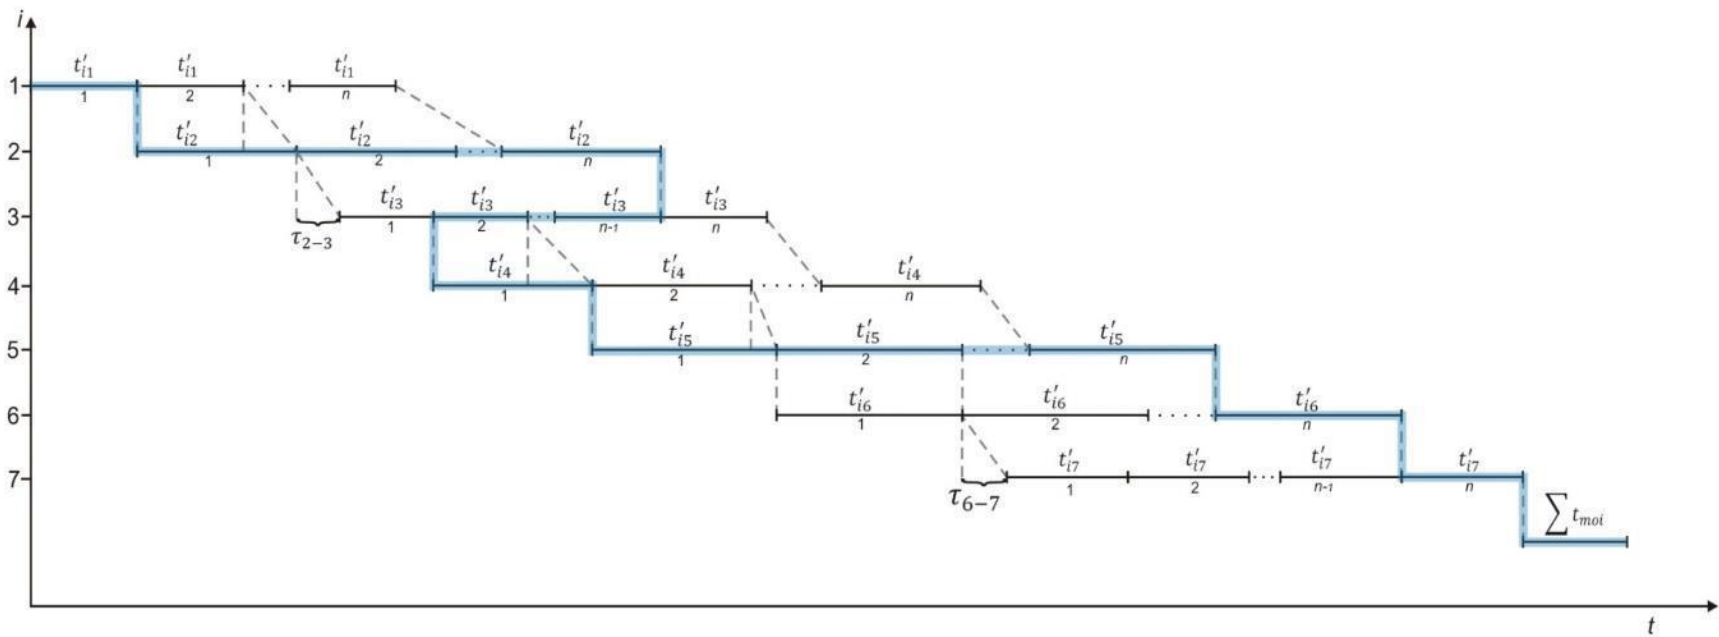 i
t′i1 t′i1 t′i1
1 1 2 n
t′i2 t′i2 t′i2
2 1 2 n
t′i3 t′i3 t′i3 t′i3
3 1 2 n-1 n
τ2−3
t′i4 t′i4 t′i4
4 1 2 n
t′i5 t′i5 t′i5
5 1 2 n
t′i6 t′i6 t′i6
6 1 2 n
t′i7 t′i7 t′i7 t′i7
7 1 2 n-1 n
τ6−7
∑ tmoi
t